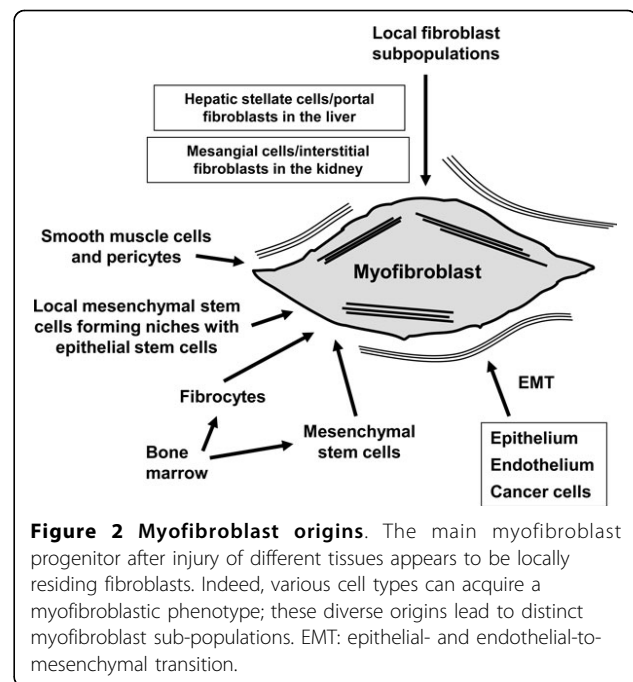 Local fibroblast
subpopulations
Hepatic stellate cells/portal
fibroblasts in the liver
Mesangial cells/interstitial
fibroblasts in the kidney
Smooth muscle cells
and pericytes
Myofibroblast
Local mesenchymal stem
cells forming niches with
epithelial stem cells
Fibrocytes
EMT
Bone
marrow
Mesenchymal
stem cells
Epithelium
Endothelium
Cancer cells
Figure 2 Myofibroblast origins. The main myofibroblast
progenitor after injury of different tissues appears to be locally
residing fibroblasts. Indeed, various cell types can acquire a
myofibroblastic phenotype; these diverse origins lead to distinct
myofibroblast sub-populations. EMT: epithelial- and endothelial-to-
mesenchymal transition.